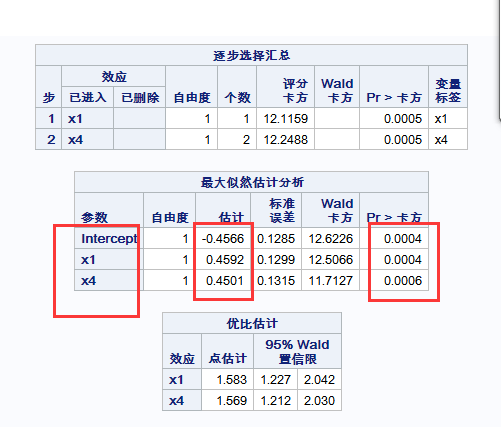 逐步选择汇总
步 效应 自由度 个数 评分卡方 Wald 卡方 Pr > 卡方 变量标签
已进入 已删除
1 x1 1 1 12.1159 0.0005 x1
2 x4 1 2 12.2488 0.0005 x4
最大似然估计分析
参数 自由度 估计 标准误差 Wald 卡方 Pr > 卡方
Intercept 1 -0.4566 0.1285 12.6226 0.0004
x1 1 0.4592 0.1299 12.5066 0.0004
x4 1 0.4501 0.1315 11.7127 0.0006
优比估计
效应 点估计 95% Wald 置信限
x1 1.583 1.227 2.042
x4 1.569 1.212 2.030